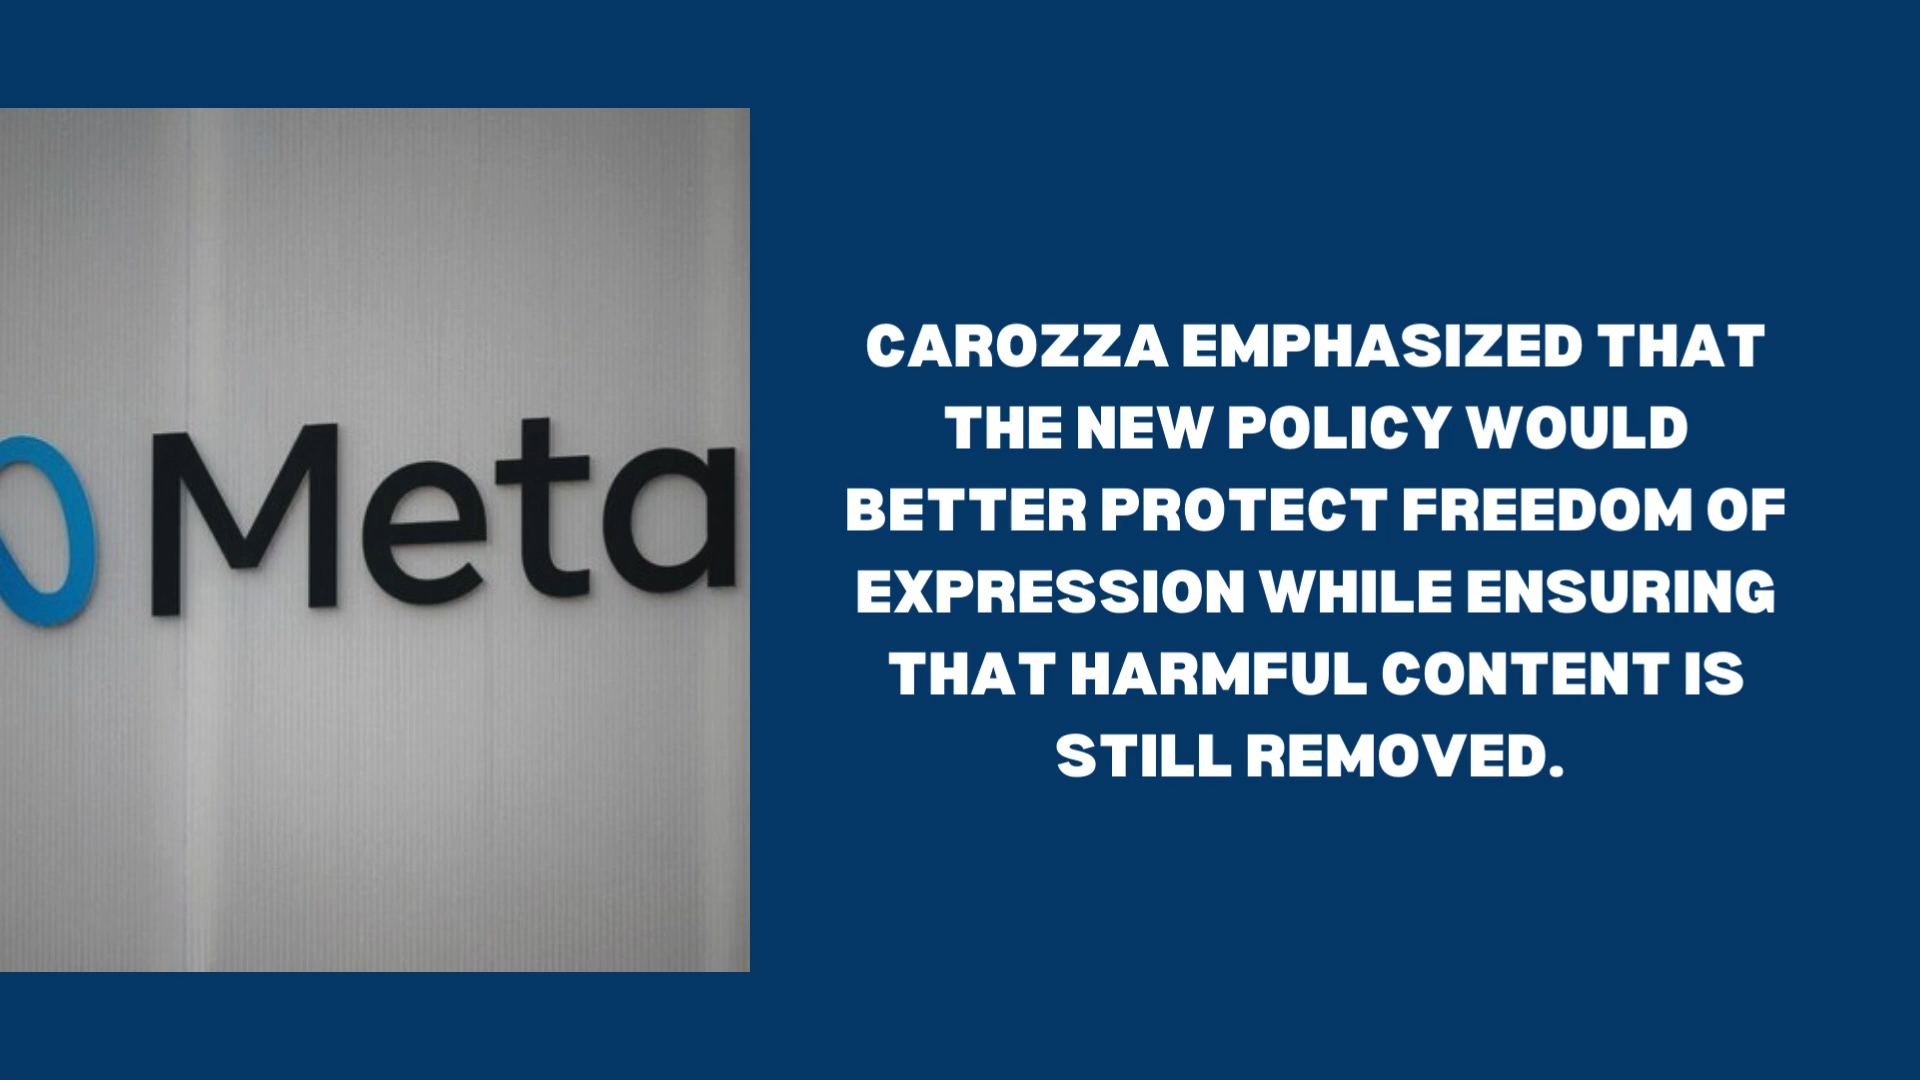 Meta
CAROZZA EMPHASIZED THAT
THE NEW POLICY WOULD
BETTER PROTECT FREEDOM OF
EXPRESSION WHILE ENSURING
THAT HARMFUL CONTENT IS
STILL REMOVED.